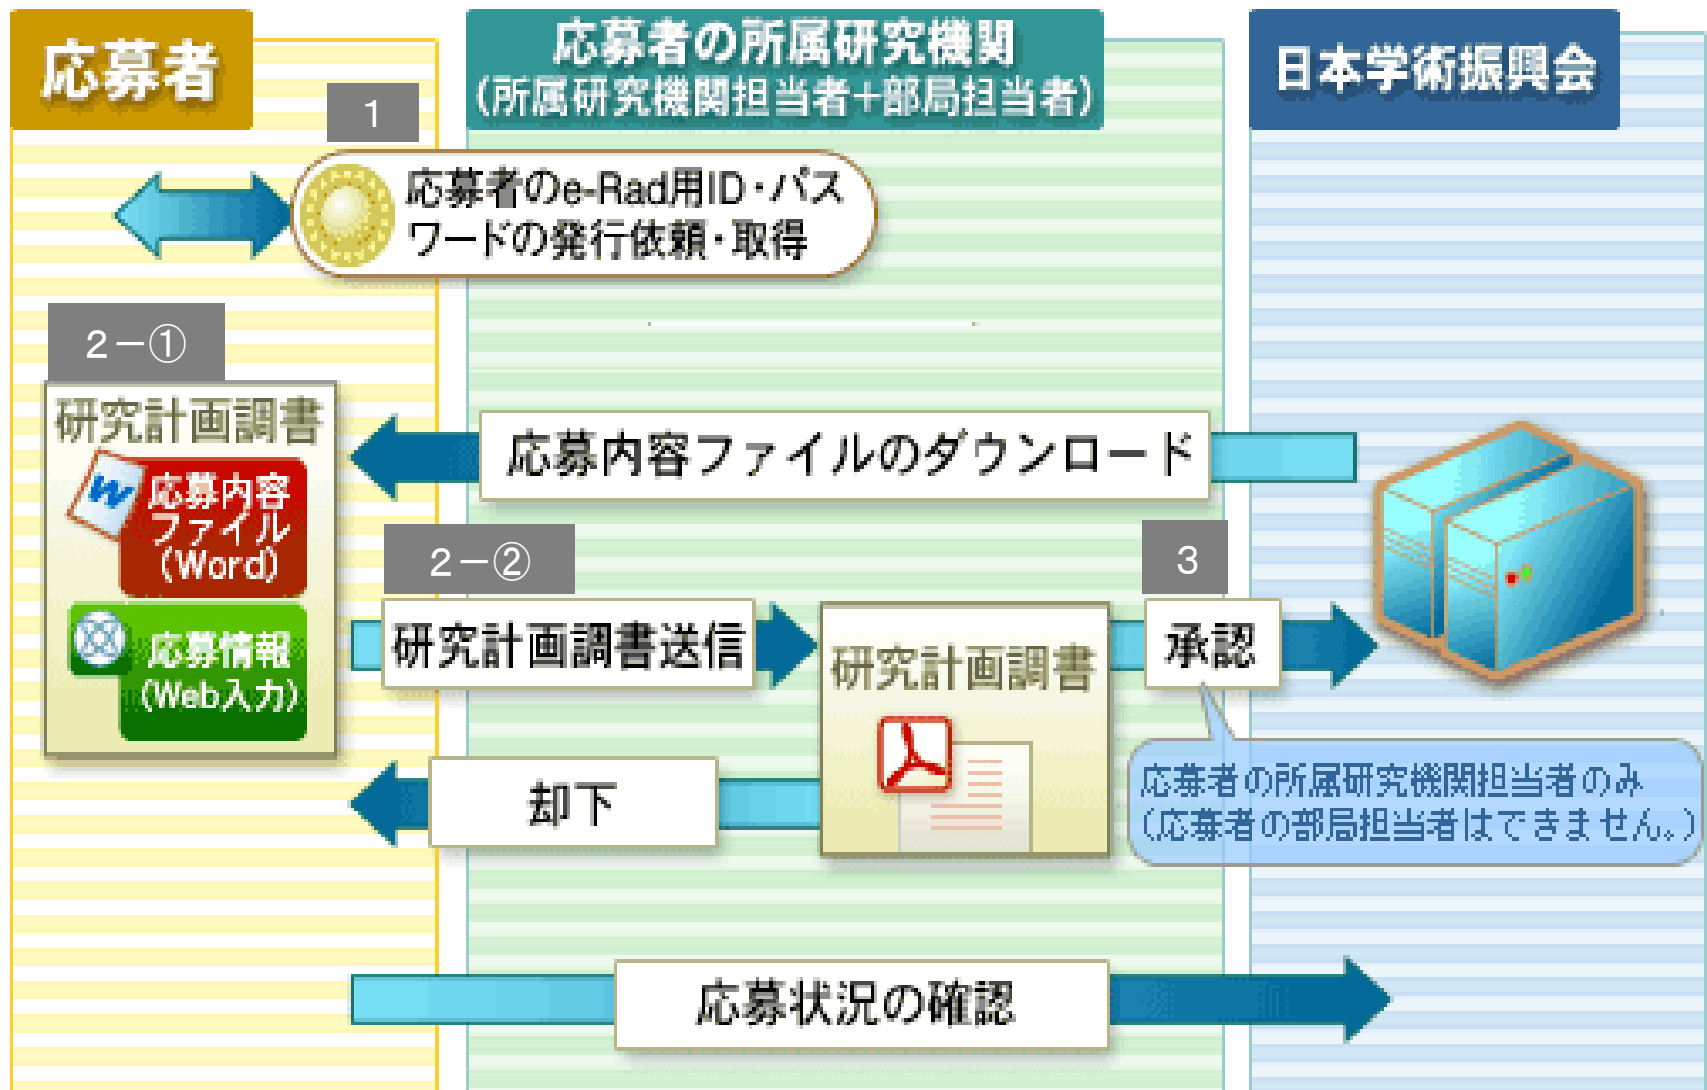 応募者
応募者の所属研究機関
(所属研究機関担当者+部局担当者)
日本学術振興会
1
応募者のe-Rad用ID・パス
ワードの発行依頼・取得
2－①
研究計画調書
応募内容
ファイル
(Word)
応募情報
(Web入力)
応募内容ファイルのダウンロード
2－②
研究計画調書送信
研究計画調書
3
承認
応募者の所属研究機関担当者のみ
(応募者の部局担当者はできません。)
却下
応募状況の確認